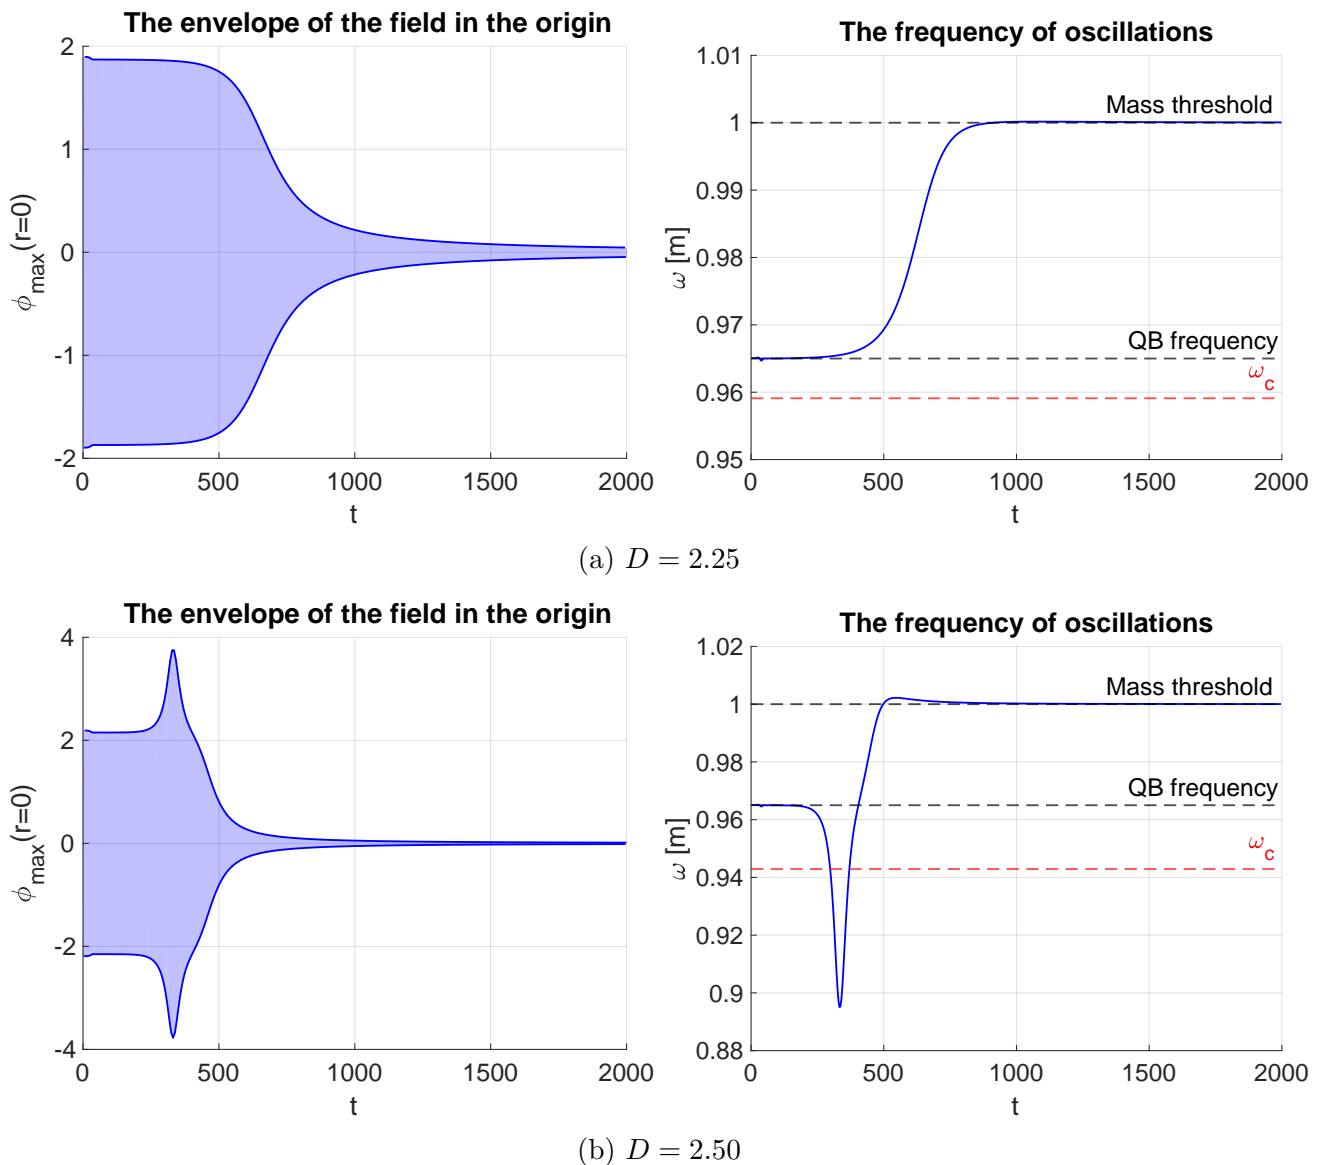 The envelope of the field in the origin
2
1
0
-1
-2
ϕmax(r=0)
0
500
1000
1500
2000
t
The frequency of oscillations
1.01
1
0.99
0.98
0.97
0.96
0.95
ω [m]
Mass threshold
QB frequency
ωc
0
500
1000
1500
2000
t
(a) D = 2.25
The envelope of the field in the origin
4
2
0
-2
-4
ϕmax(r=0)
0
500
1000
1500
2000
t
The frequency of oscillations
1.02
1
0.98
0.96
0.94
0.92
0.9
0.88
ω [m]
Mass threshold
QB frequency
ωc
0
500
1000
1500
2000
t
(b) D = 2.50